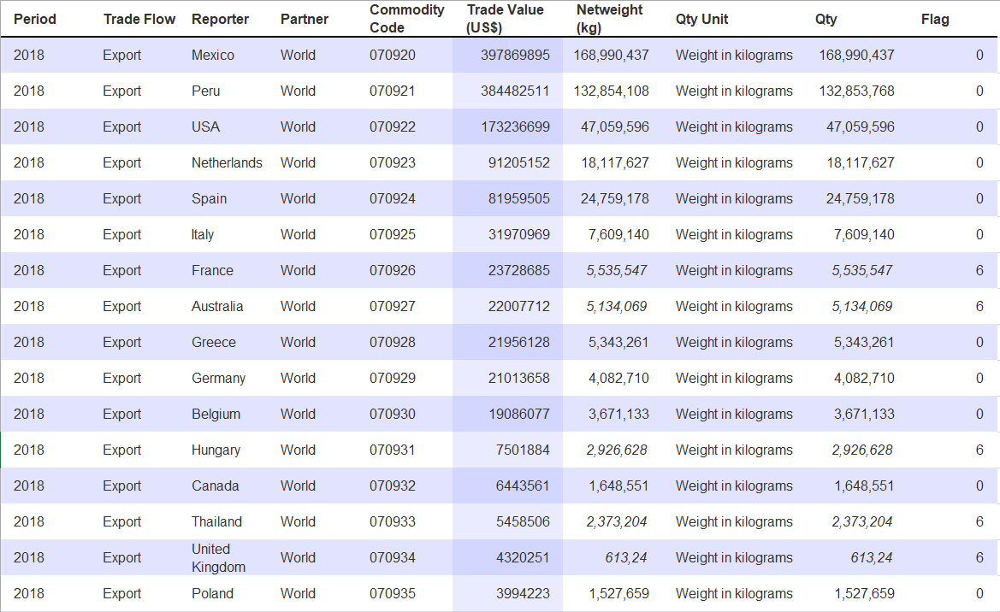 Period Trade Flow Reporter Partner Commodity Code Trade Value (US$) Netweight (kg) Qty Unit Qty Flag
2018 Export Mexico World 070920 397869895 168,990,437 Weight in kilograms 168,990,437 0
2018 Export Peru World 070921 384482511 132,854,108 Weight in kilograms 132,853,768 0
2018 Export USA World 070922 173236699 47,059,596 Weight in kilograms 47,059,596 0
2018 Export Netherlands World 070923 91205152 18,117,627 Weight in kilograms 18,117,627 0
2018 Export Spain World 070924 81959505 24,759,178 Weight in kilograms 24,759,178 0
2018 Export Italy World 070925 31970969 7,609,140 Weight in kilograms 7,609,140 0
2018 Export France World 070926 23728685 5,535,547 Weight in kilograms 5,535,547 6
2018 Export Australia World 070927 22007712 5,134,069 Weight in kilograms 5,134,069 6
2018 Export Greece World 070928 21956128 5,343,261 Weight in kilograms 5,343,261 0
2018 Export Germany World 070929 21013658 4,082,710 Weight in kilograms 4,082,710 0
2018 Export Belgium World 070930 19086077 3,671,133 Weight in kilograms 3,671,133 0
2018 Export Hungary World 070931 7501884 2,926,628 Weight in kilograms 2,926,628 6
2018 Export Canada World 070932 6443561 1,648,551 Weight in kilograms 1,648,551 0
2018 Export Thailand World 070933 5458506 2,373,204 Weight in kilograms 2,373,204 6
2018 Export United Kingdom World 070934 4320251 613,24 Weight in kilograms 613,24 6
2018 Export Poland World 070935 3994223 1,527,659 Weight in kilograms 1,527,659 0